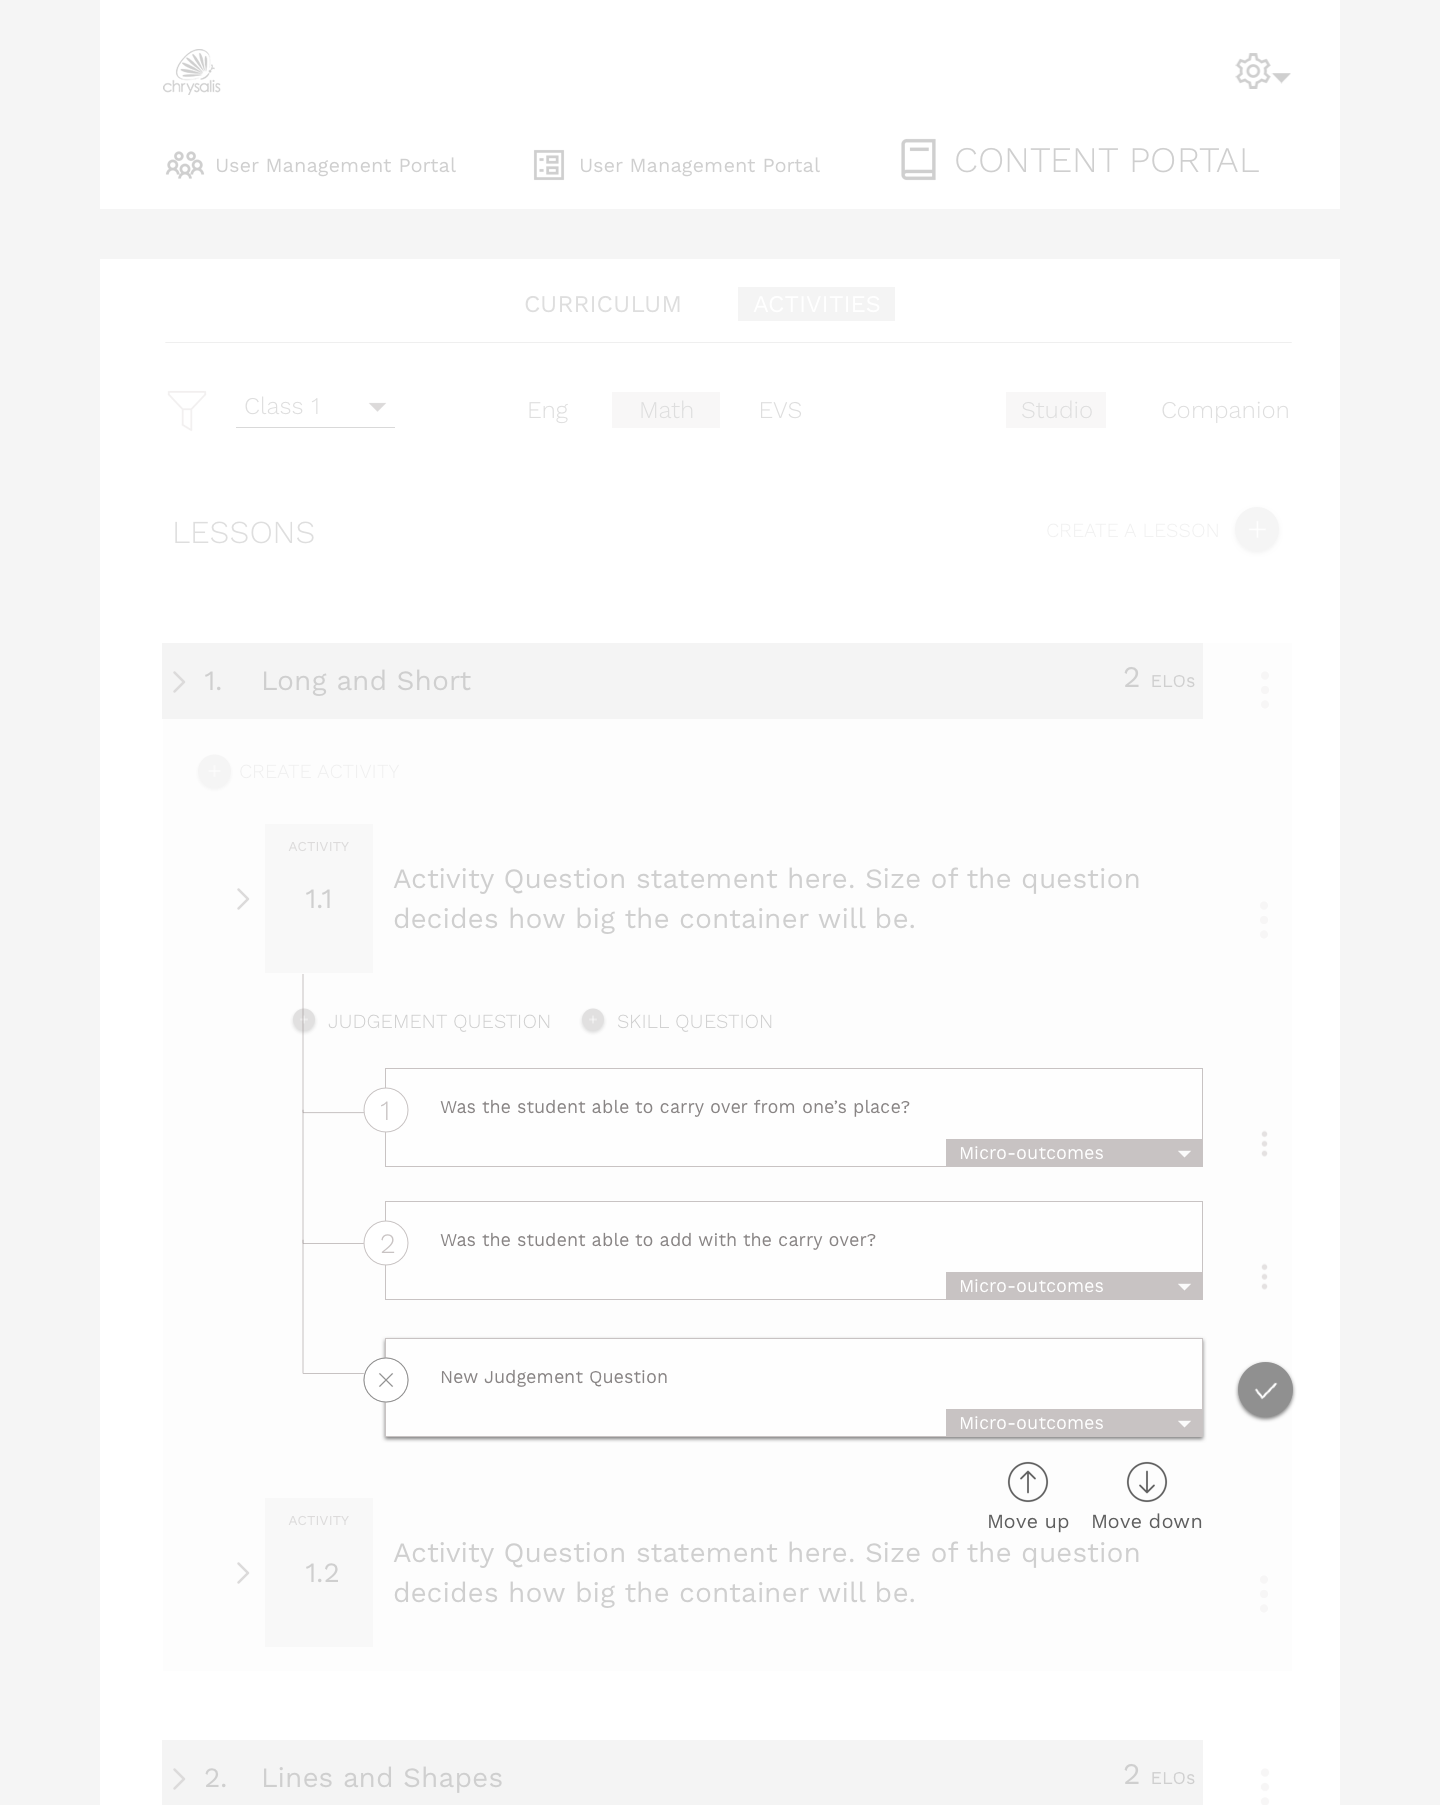 chrysalis
User Management Portal
User Management Portal
CONTENT PORTAL
CURRICULUM
ACTIVITIES
Class 1
Eng
Math
EVS
Studio
Companion
LESSONS
CREATE A LESSON
1. Long and Short
2 ELOs
CREATE ACTIVITY
ACTIVITY
1.1
Activity Question statement here. Size of the question
decides how big the container will be.
JUDGEMENT QUESTION
SKILL QUESTION
1
Was the student able to carry over from one’s place?
Micro-outcomes
2
Was the student able to add with the carry over?
Micro-outcomes
New Judgement Question
Micro-outcomes
Move up
Move down
ACTIVITY
1.2
Activity Question statement here. Size of the question
decides how big the container will be.
2. Lines and Shapes
2 ELOs